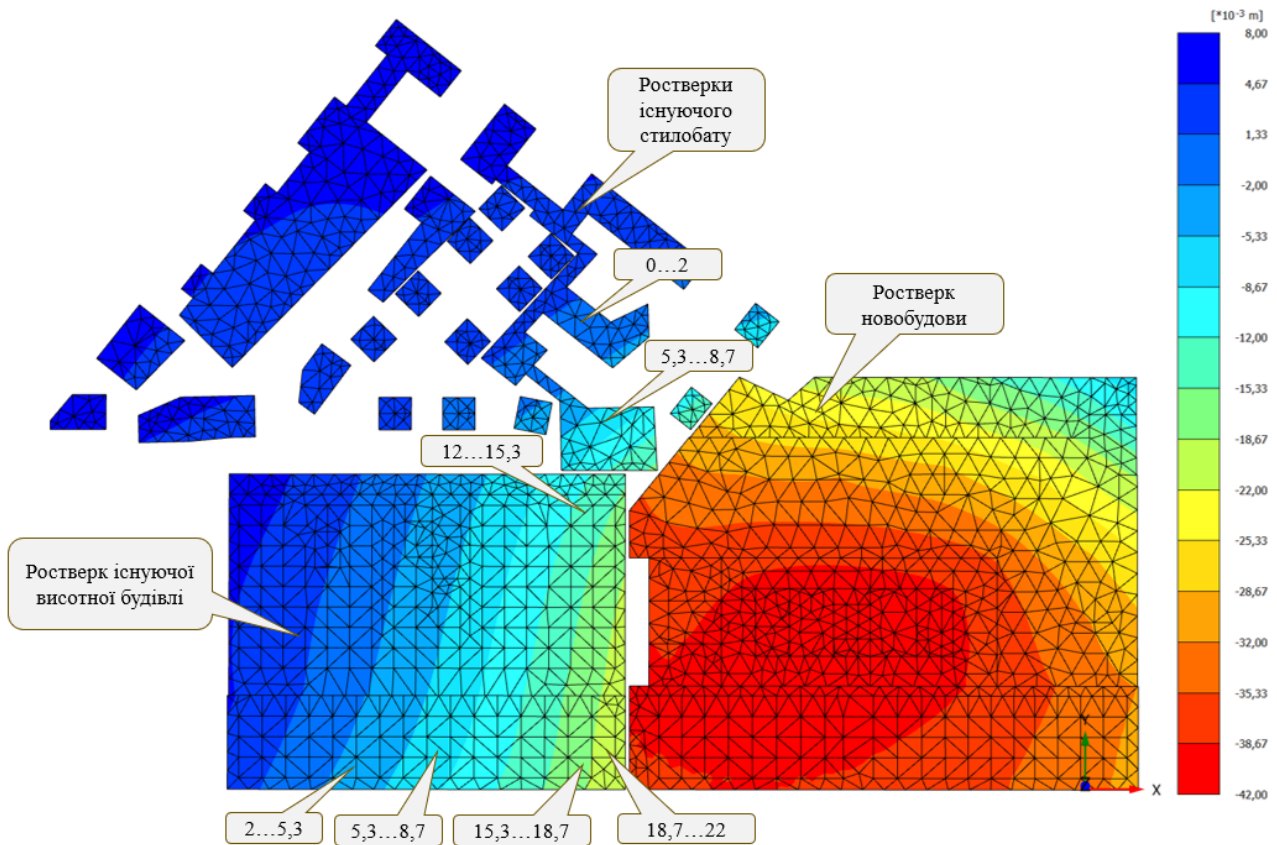 [*10⁻³ m]
8,00
4,67
1,33
-2,00
-5,33
-8,67
-12,00
-15,33
-18,67
-22,00
-25,33
-28,67
-32,00
-35,33
-38,67
-42,00
Ростверки
існуючого
стилобату
0…2
Ростверк
новобудови
5,3…8,7
12…15,3
Ростверк існуючої
висотної будівлі
2…5,3
5,3…8,7
15,3…18,7
18,7…22
Y
X